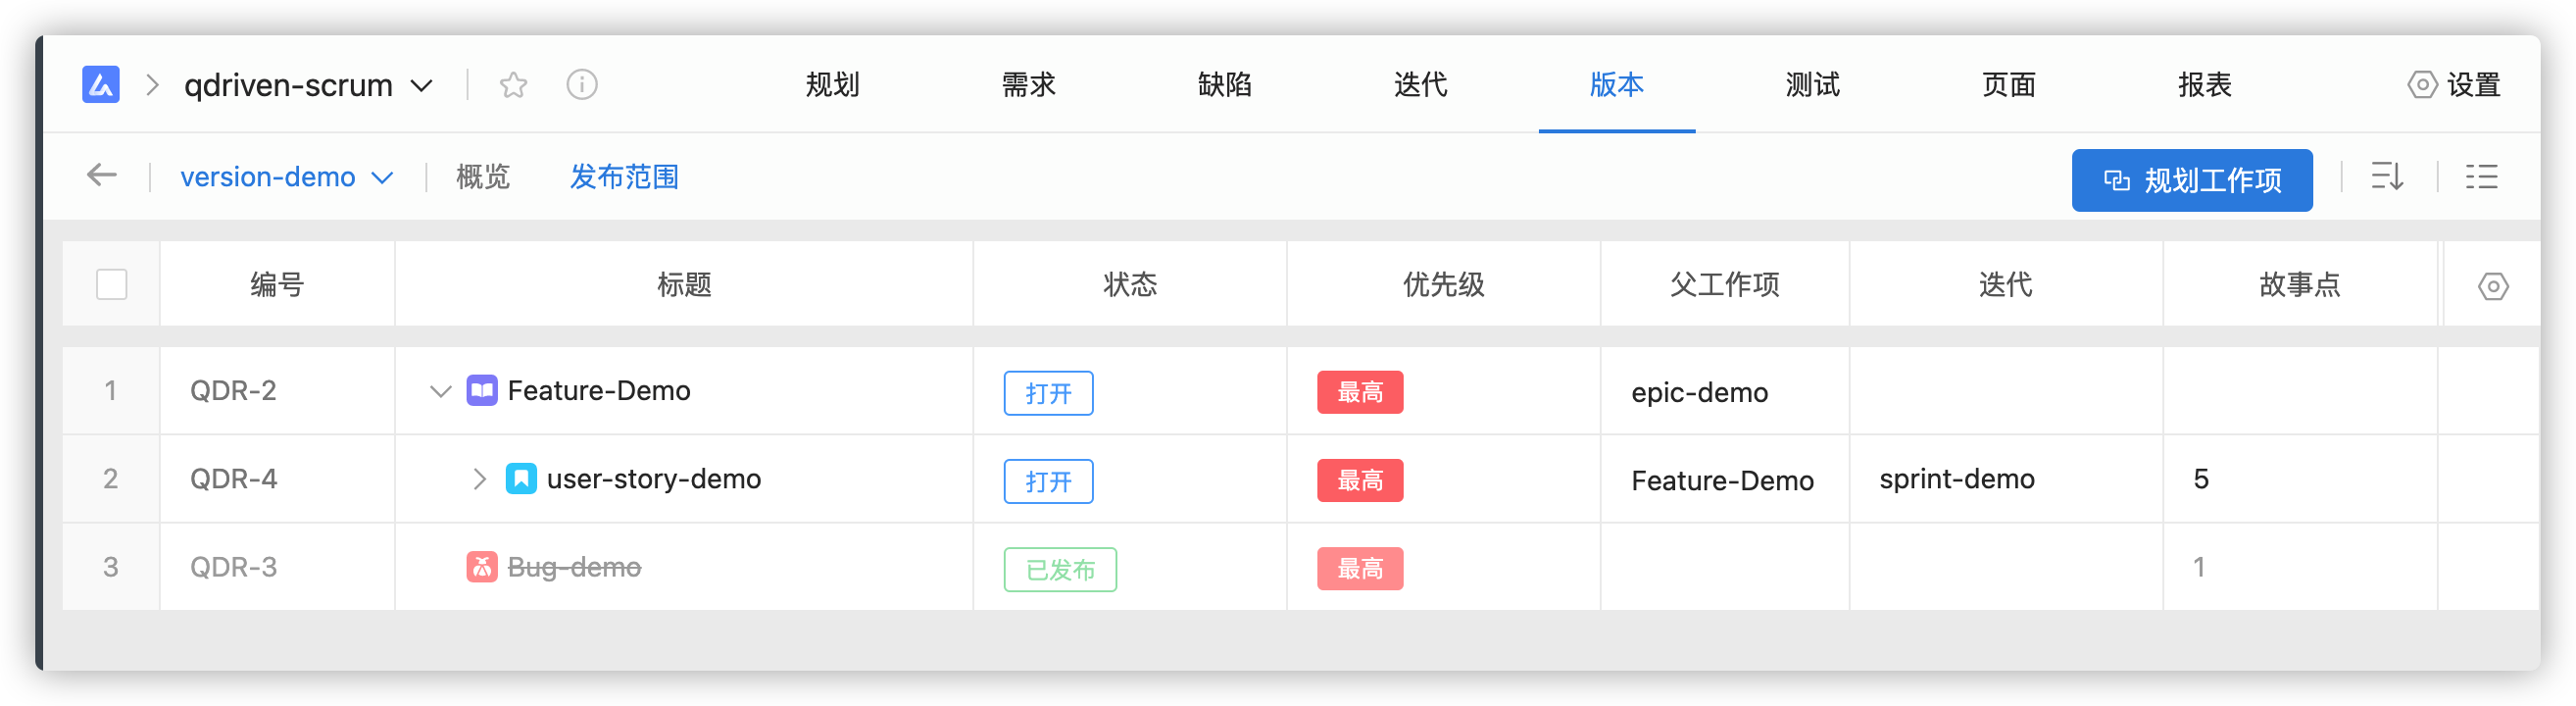 qdriven-scrum 规划 需求 缺陷 迭代 版本 测试 页面 报表 设置
version-demo 概览 发布范围 规划工作项
编号 标题 状态 优先级 父工作项 迭代 故事点
1 QDR-2 Feature-Demo 打开 最高 epic-demo
2 QDR-4 user-story-demo 打开 最高 Feature-Demo sprint-demo 5
3 QDR-3 Bug-demo 已发布 最高 1